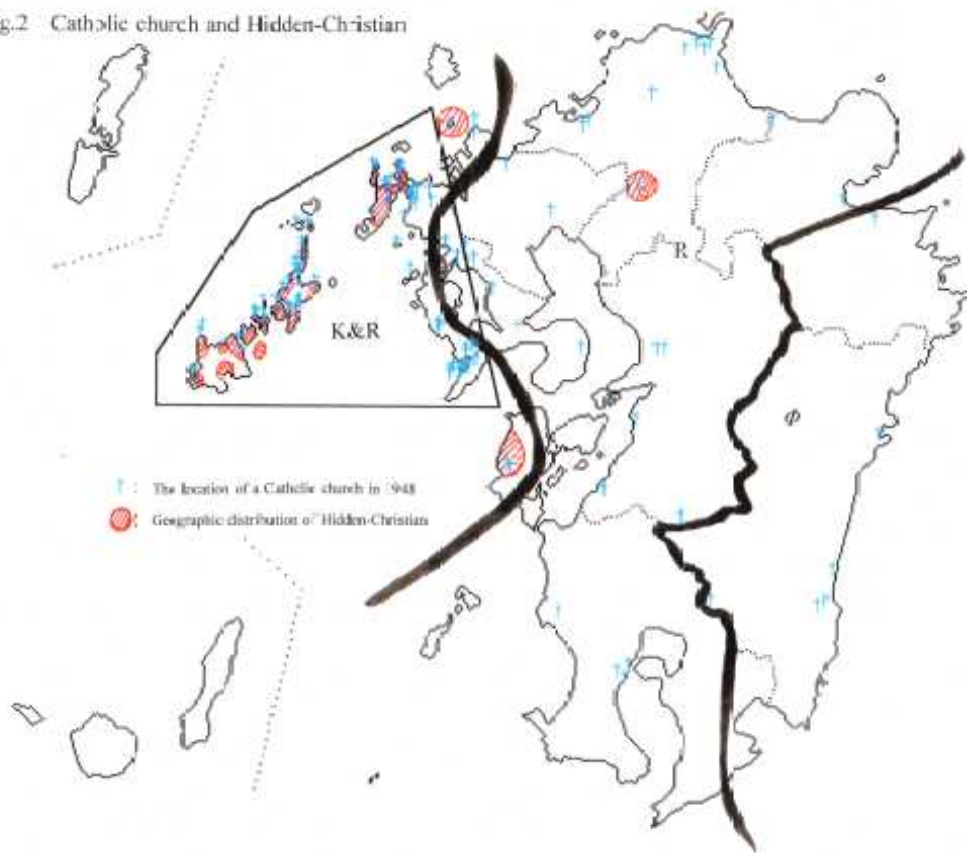 g.2 Catholic church and Hidden-Christian
R
K&R
Φ
† : The location of a Catholic church in 1948
: Geographic distribution of Hidden-Christian